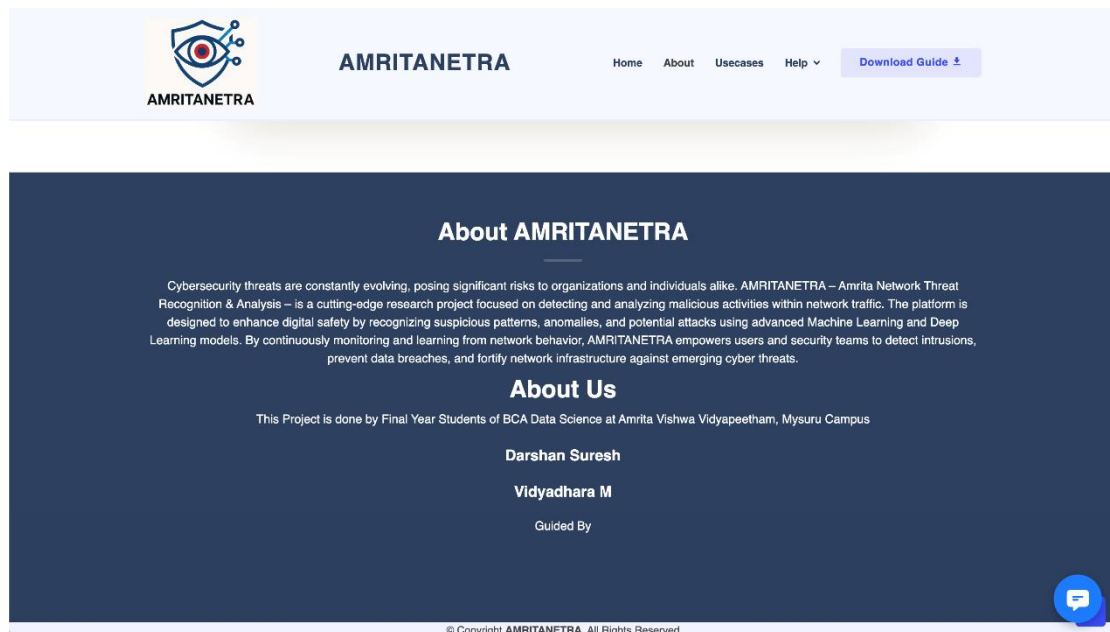 AMRITANETRA
AMRITANETRA
Home About Usecases Help Download Guide
About AMRITANETRA
Cybersecurity threats are constantly evolving, posing significant risks to organizations and individuals alike. AMRITANETRA – Amrita Network Threat
Recognition & Analysis – is a cutting-edge research project focused on detecting and analyzing malicious activities within network traffic. The platform is
designed to enhance digital safety by recognizing suspicious patterns, anomalies, and potential attacks using advanced Machine Learning and Deep
Learning models. By continuously monitoring and learning from network behavior, AMRITANETRA empowers users and security teams to detect intrusions,
prevent data breaches, and fortify network infrastructure against emerging cyber threats.
About Us
This Project is done by Final Year Students of BCA Data Science at Amrita Vishwa Vidyapeetham, Mysuru Campus
Darshan Suresh
Vidyadhara M
Guided By
© Copyright AMRITANETRA. All Rights Reserved